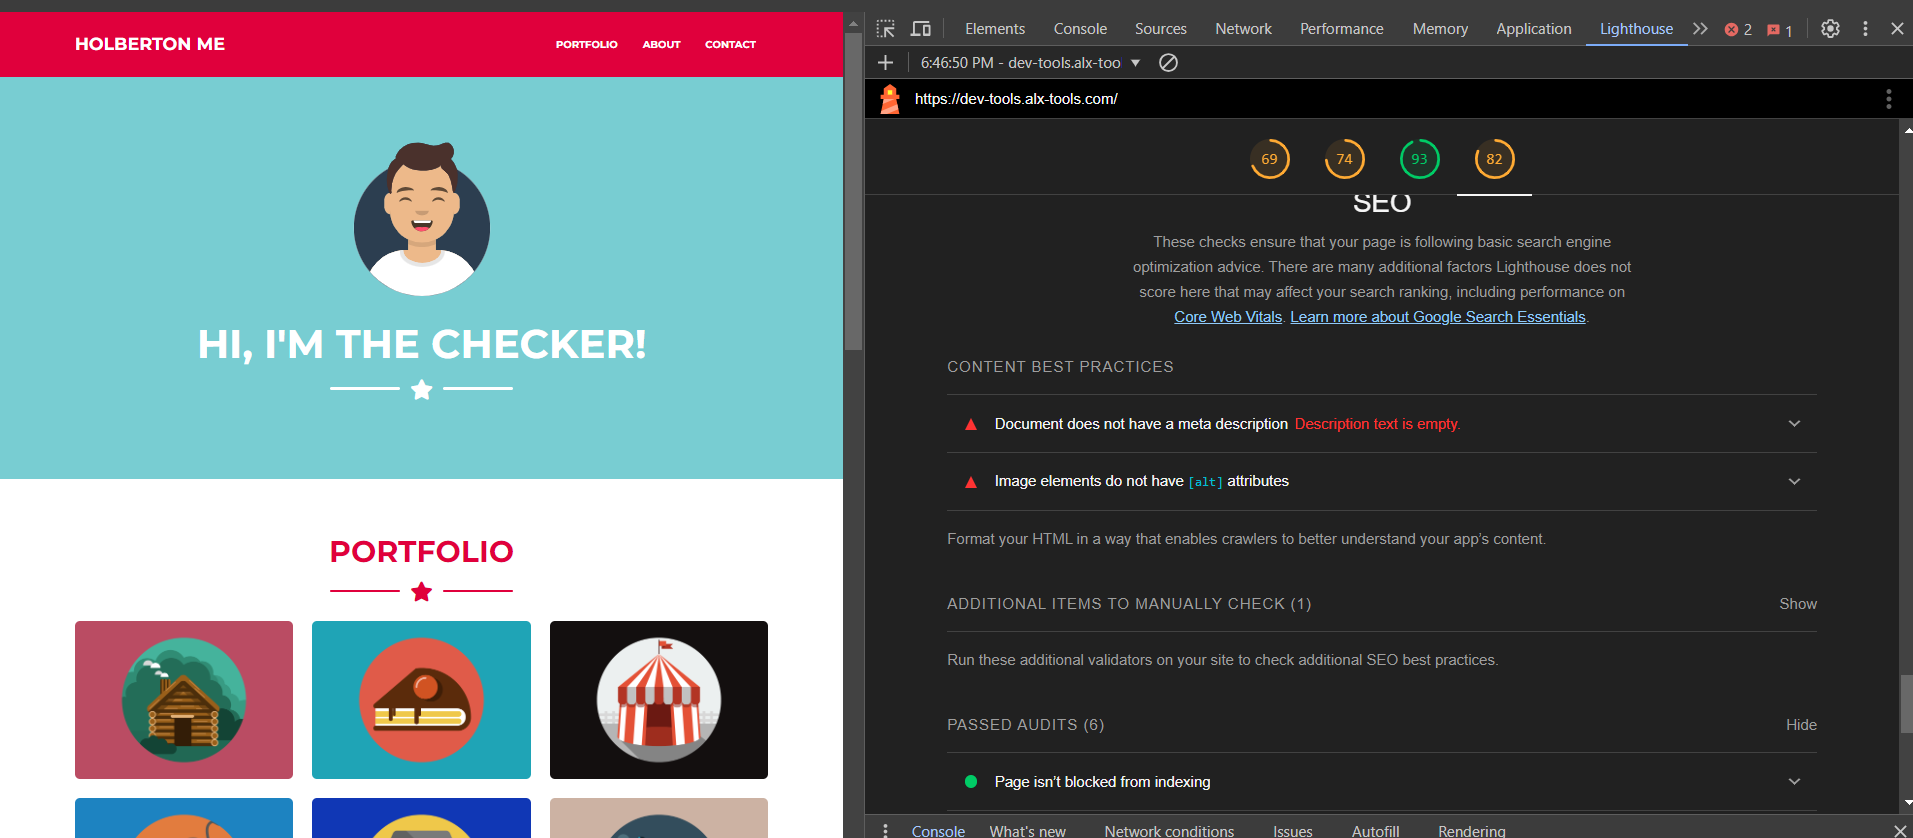 HOLBERTON ME
PORTFOLIO ABOUT CONTACT
HI, I'M THE CHECKER!
PORTFOLIO
Elements Console Sources Network Performance Memory Application Lighthouse 2 1
6:46:50 PM - dev-tools.alx-too
https://dev-tools.alx-tools.com/
69 74 93 82
SEO
These checks ensure that your page is following basic search engine
optimization advice. There are many additional factors Lighthouse does not
score here that may affect your search ranking, including performance on
Core Web Vitals. Learn more about Google Search Essentials.
CONTENT BEST PRACTICES
Document does not have a meta description Description text is empty.
Image elements do not have [alt] attributes
Format your HTML in a way that enables crawlers to better understand your app’s content.
ADDITIONAL ITEMS TO MANUALLY CHECK (1) Show
Run these additional validators on your site to check additional SEO best practices.
PASSED AUDITS (6) Hide
Page isn’t blocked from indexing
Console What's new Network conditions Issues Autofill Rendering